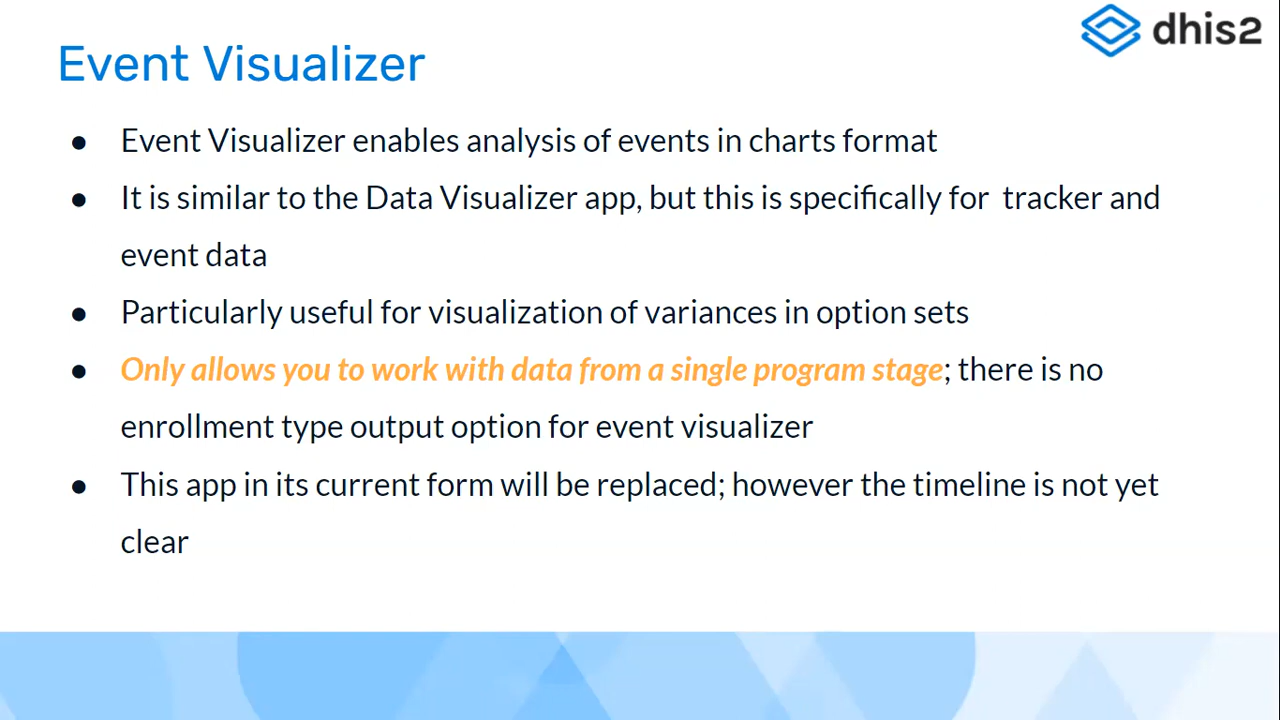 dhis2
Event Visualizer
● Event Visualizer enables analysis of events in charts format
● It is similar to the Data Visualizer app, but this is specifically for tracker and
event data
● Particularly useful for visualization of variances in option sets
● Only allows you to work with data from a single program stage; there is no
enrollment type output option for event visualizer
● This app in its current form will be replaced; however the timeline is not yet
clear